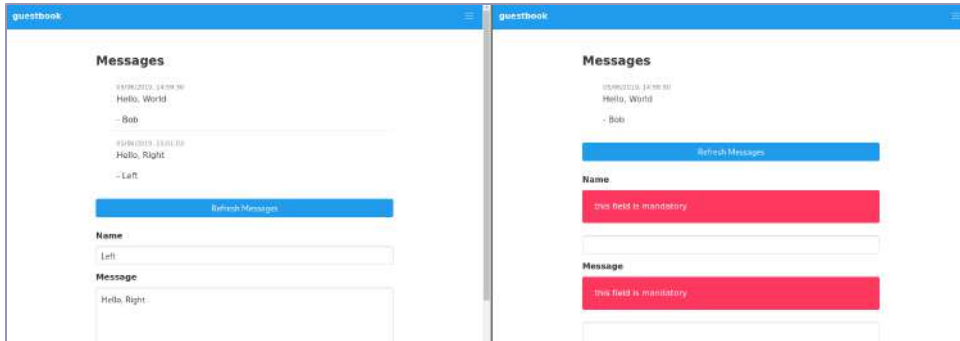 guestbook
Messages
Hello, World
- Bob
Hello, Right
- Left
Refresh Messages
Name
Left
Message
Hello, Right
guestbook
Messages
Hello, World
- Bob
Refresh Messages
Name
this field is mandatory
Message
this field is mandatory